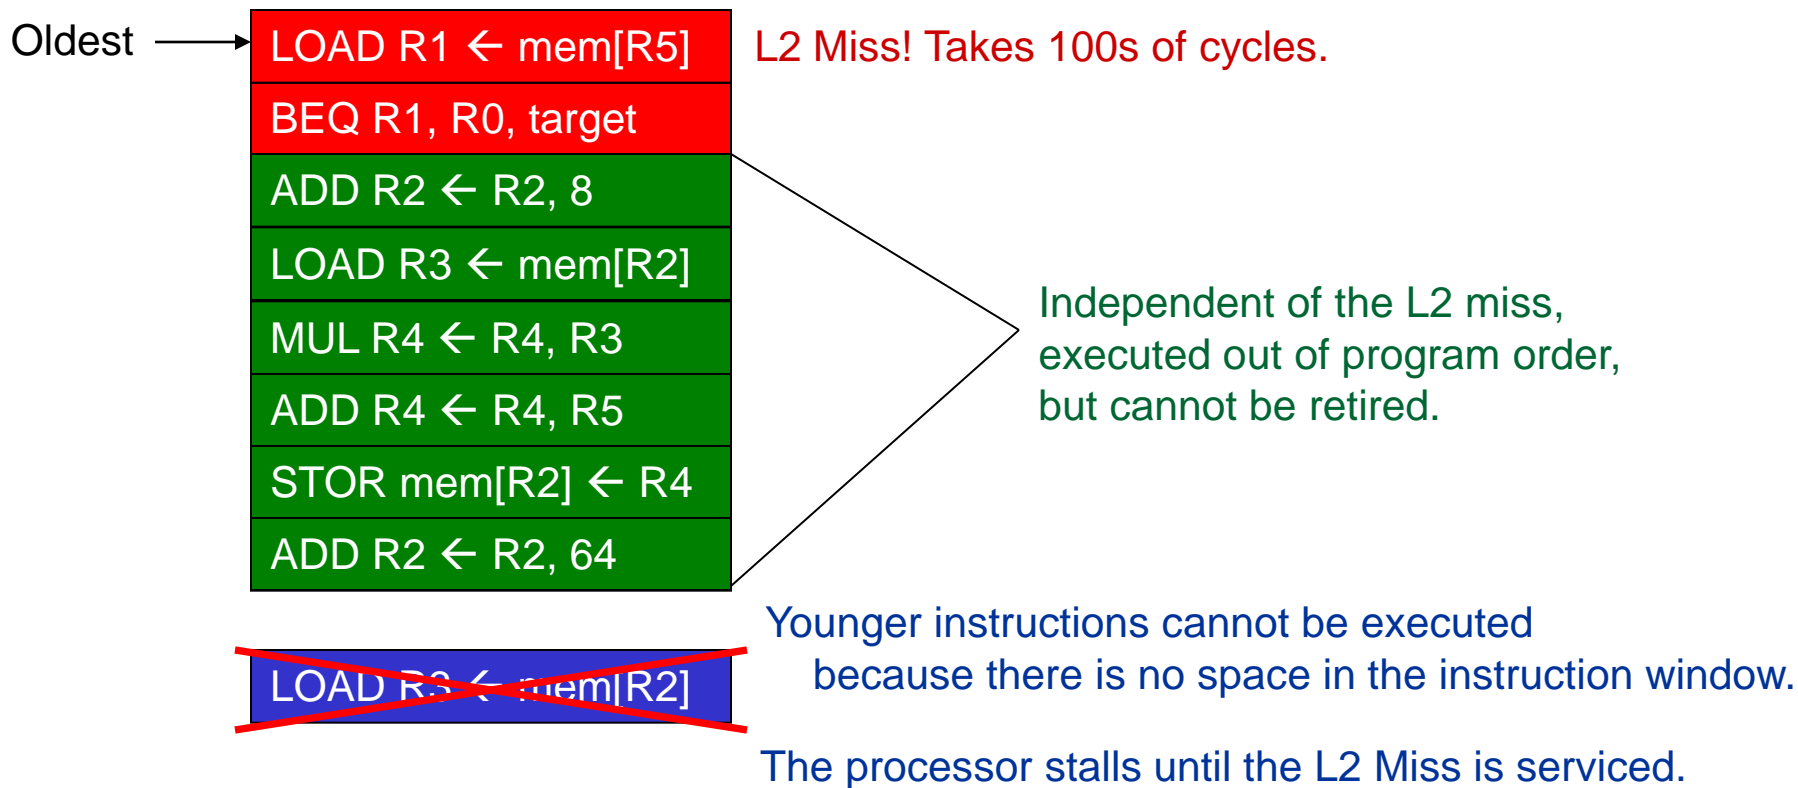 Oldest
LOAD R1 ← mem[R5]
L2 Miss! Takes 100s of cycles.
BEQ R1, R0, target
ADD R2 ← R2, 8
LOAD R3 ← mem[R2]
MUL R4 ← R4, R3
ADD R4 ← R4, R5
STOR mem[R2] ← R4
ADD R2 ← R2, 64
Independent of the L2 miss,
executed out of program order,
but cannot be retired.
Younger instructions cannot be executed
because there is no space in the instruction window.
LOAD R3 ← mem[R2]
The processor stalls until the L2 Miss is serviced.